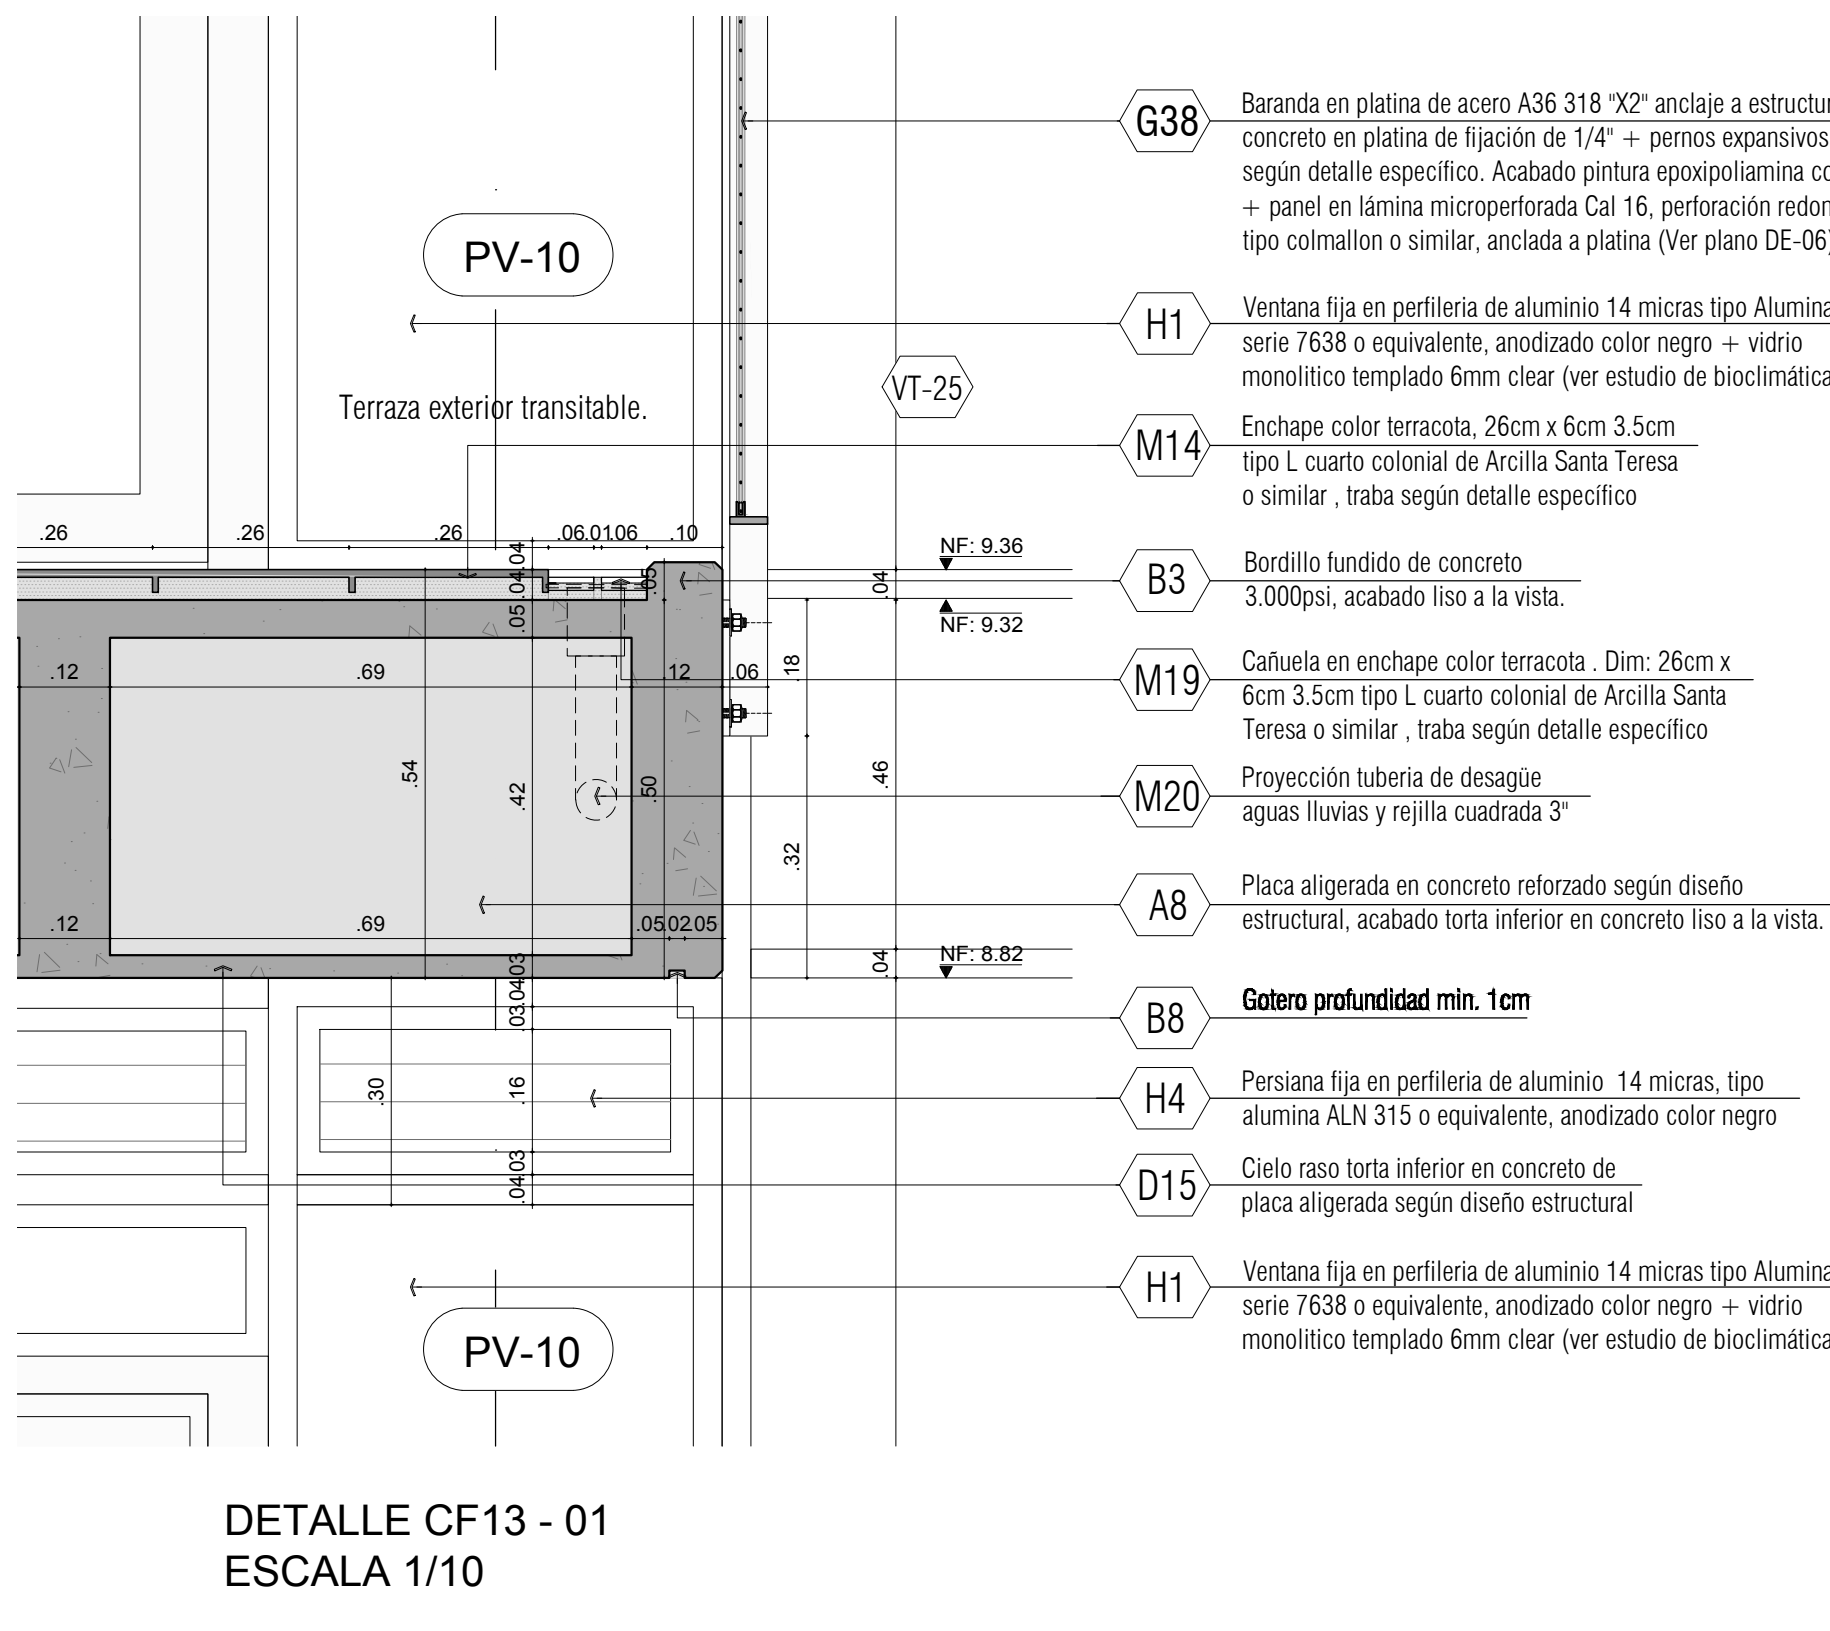 G38
Baranda en platina de acero A36 318 "X2" anclaje a
concreto en platina de fijación de 1/4" + pernos expansivos
según detalle específico. Acabado pintura epoxipoliamina
+ panel en lámina microperforada Cal 16, perforación
tipo colmallon o similar, anclada a platina (Ver plano DE-06)
PV-10
H1
Ventana fija en perfileria de aluminio 14 micras tipo Alumina
serie 7638 o equivalente, anodizado color negro + vidrio
monolitico templado 6mm clear (ver estudio de bioclimática
VT-25
Terraza exterior transitable.
M14
Enchape color terracota, 26cm x 6cm 3.5cm
tipo L cuarto colonial de Arcilla Santa Teresa
o similar , traba según detalle específico
.26 .26 .26 .06 .01 .06 .10
.04 .04 .05 .05
NF: 9.36
.04
NF: 9.32
B3
Bordillo fundido de concreto
3.000psi, acabado liso a la vista.
.12 .69 .12 .06 .18
M19
Cañuela en enchape color terracota . Dim: 26cm x
6cm 3.5cm tipo L cuarto colonial de Arcilla Santa
Teresa o similar , traba según detalle específico
.54 .42 .50 .46 .32
M20
Proyección tuberia de desagüe
aguas lluvias y rejilla cuadrada 3"
A8
Placa aligerada en concreto reforzado según diseño
estructural, acabado torta inferior en concreto liso a la vista.
.12 .69 .05 .02 .05
NF: 8.82
.04
.03 .04 .03
B8
Gotero profundidad min. 1cm
.30 .16
H4
Persiana fija en perfileria de aluminio 14 micras, tipo
alumina ALN 315 o equivalente, anodizado color negro
.04 .03
D15
Cielo raso torta inferior en concreto de
placa aligerada según diseño estructural
H1
Ventana fija en perfileria de aluminio 14 micras tipo Alumina
serie 7638 o equivalente, anodizado color negro + vidrio
monolitico templado 6mm clear (ver estudio de bioclimática
PV-10
DETALLE CF13 - 01
ESCALA 1/10